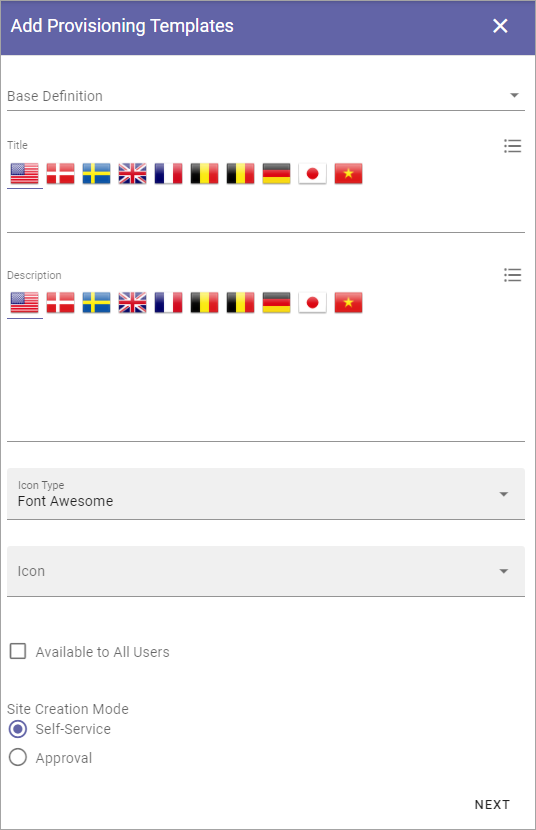 Add Provisioning Templates
Base Definition
Title
Description
Icon Type
Font Awesome
Icon
Available to All Users
Site Creation Mode
Self-Service
Approval
NEXT